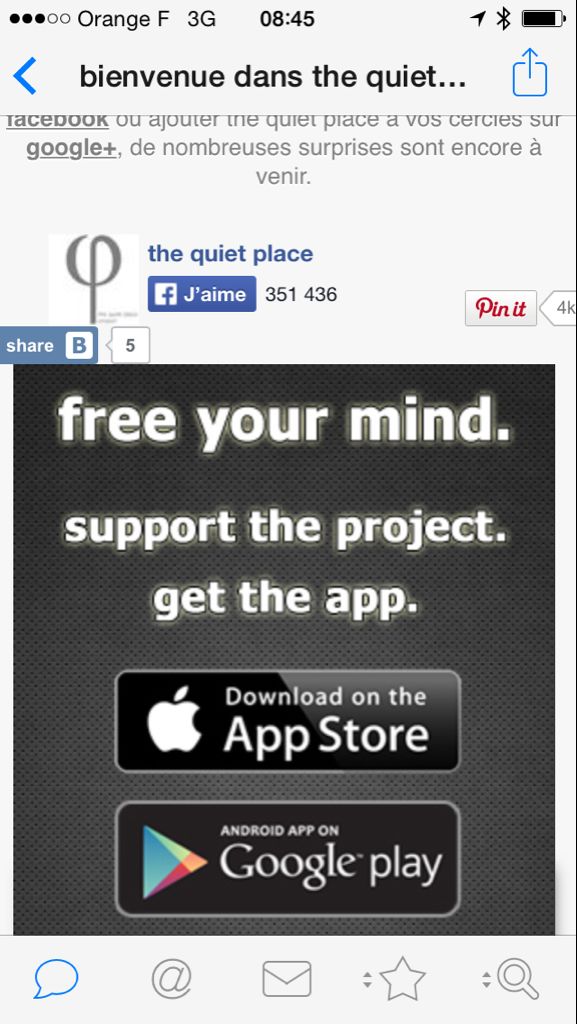 Orange F 3G 08:45
bienvenue dans the quiet...
facebook ou ajouter the quiet place à vos cercles sur
google+, de nombreuses surprises sont encore à
venir.
the quiet place
J'aime 351 436
Pin it 4k
share B 5
free your mind.
support the project.
get the app.
Download on the
App Store
ANDROID APP ON
Google play
@